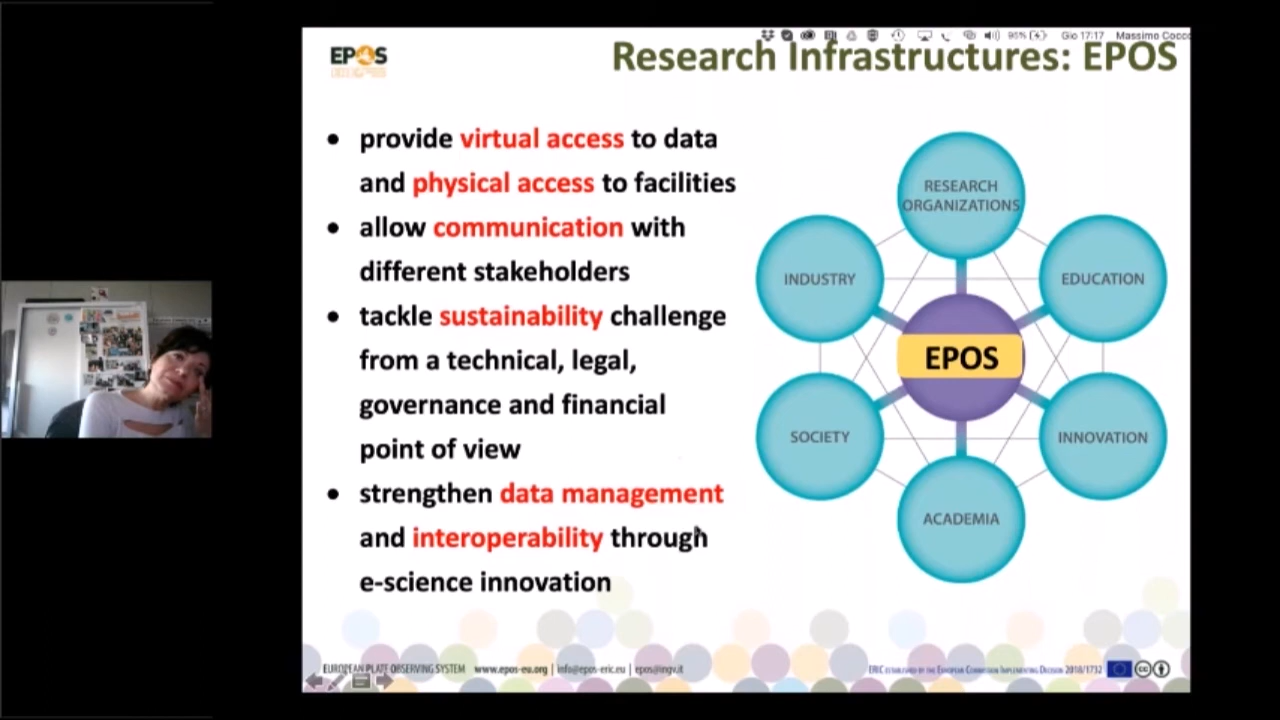 95% Gio 17:17 Massimo Cocco
EPOS
Research Infrastructures: EPOS
• provide virtual access to data
and physical access to facilities
• allow communication with
different stakeholders
• tackle sustainability challenge
from a technical, legal,
governance and financial
point of view
• strengthen data management
and interoperability through
e-science innovation
RESEARCH
ORGANIZATIONS
INDUSTRY
EDUCATION
EPOS
SOCIETY
INNOVATION
ACADEMIA
EUROPEAN PLATE OBSERVING SYSTEM www.epos-eu.org | info@epos-eric.eu | epos@ingv.it
ERIC ESTABLISHED BY THE EUROPEAN COMMISSION IMPLEMENTING DECISION 2018/1732